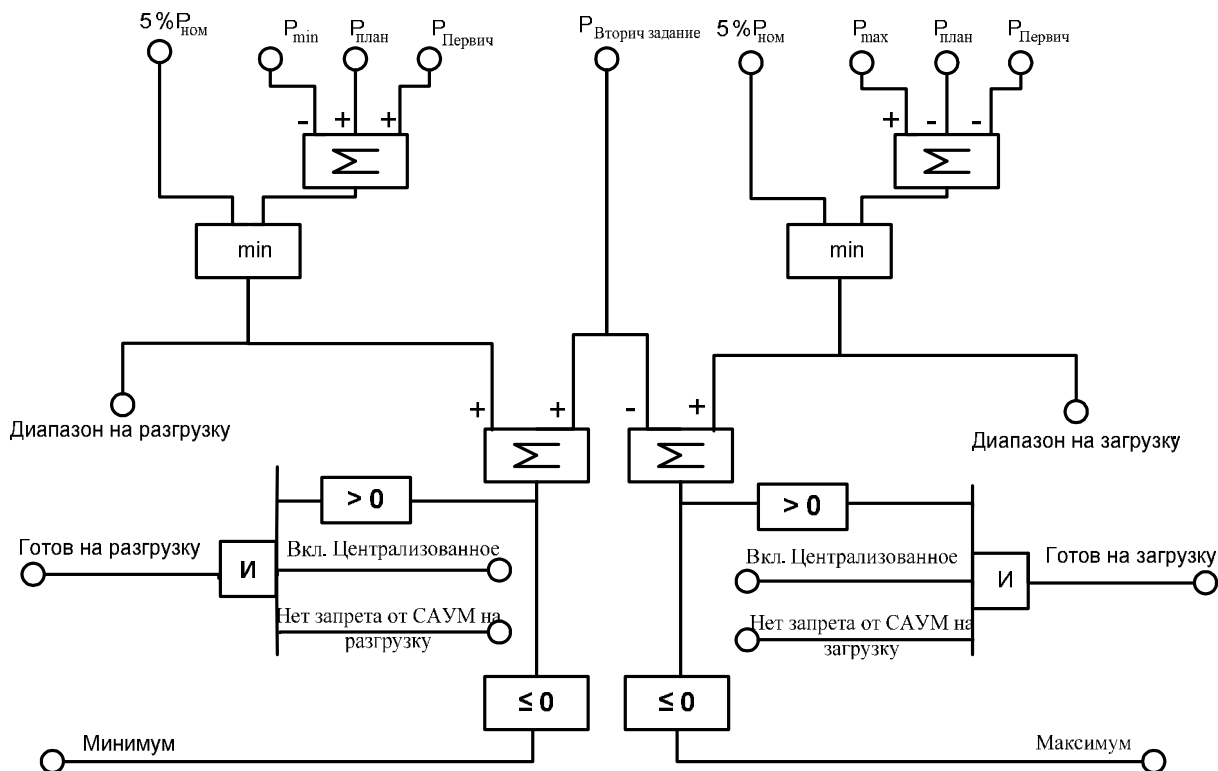 5 %Pном
Pmin
Pплан
PПервич
PВторич задание
5 %Pном
Pmax
Pплан
PПервич
- + +
+ - -
Σ
Σ
min
min
+ + - +
Диапазон на разгрузку
Диапазон на загрузку
Σ
Σ
> 0
> 0
Готов на разгрузку
И
Вкл. Централизованное
Вкл. Централизованное
И
Готов на загрузку
Нет запрета от САУМ на
разгрузку
Нет запрета от САУМ на
загрузку
≤ 0
≤ 0
Минимум
Максимум